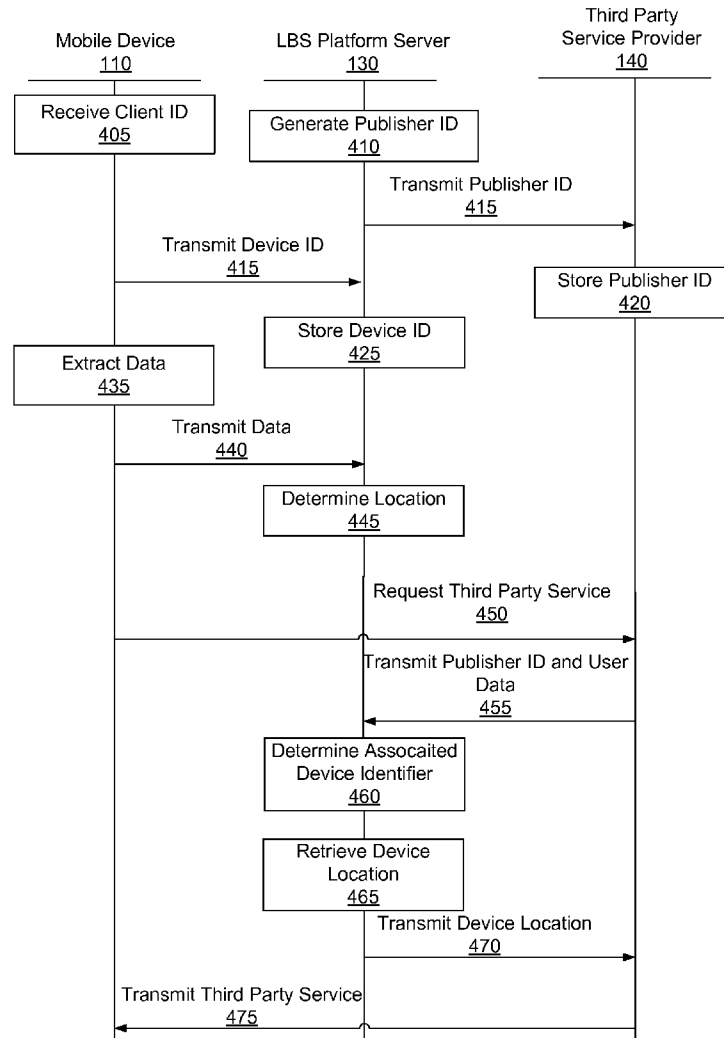 Mobile Device
110
LBS Platform Server
130
Third Party
Service Provider
140
Receive Client ID
405
Generate Publisher ID
410
Transmit Publisher ID
415
Transmit Device ID
415
Store Publisher ID
420
Store Device ID
425
Extract Data
435
Transmit Data
440
Determine Location
445
Request Third Party Service
450
Transmit Publisher ID and User
Data
455
Determine Assocaited
Device Identifier
460
Retrieve Device
Location
465
Transmit Device Location
470
Transmit Third Party Service
475